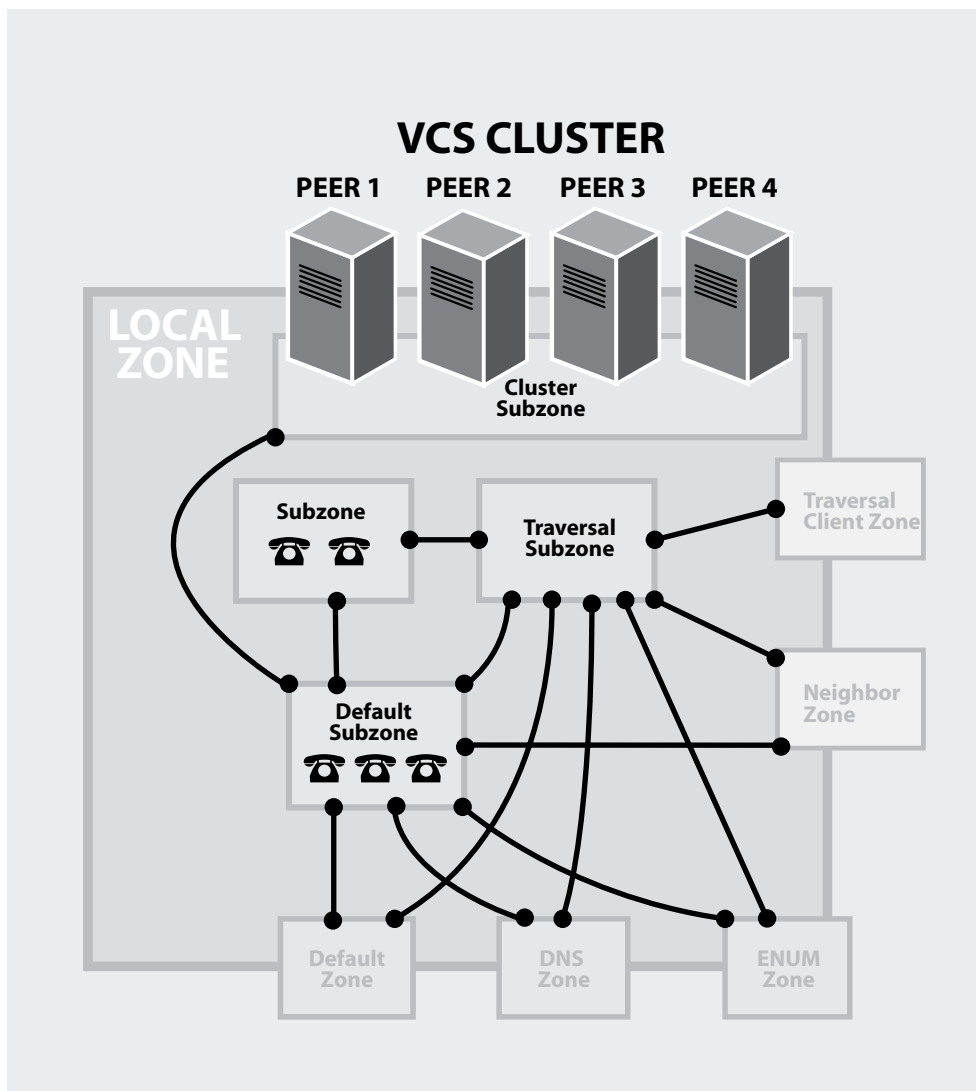 VCS CLUSTER
PEER 1 PEER 2 PEER 3 PEER 4
LOCAL
ZONE
Cluster
Subzone
Subzone
Traversal
Subzone
Traversal
Client Zone
Default
Subzone
Neighbor
Zone
Default
Zone
DNS
Zone
ENUM
Zone